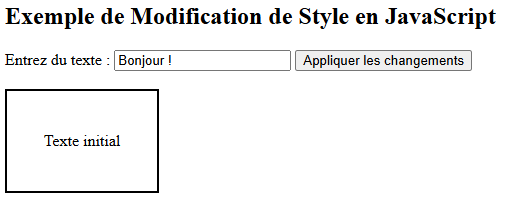 Exemple de Modification de Style en JavaScript
Entrez du texte : Bonjour ! Appliquer les changements
Texte initial